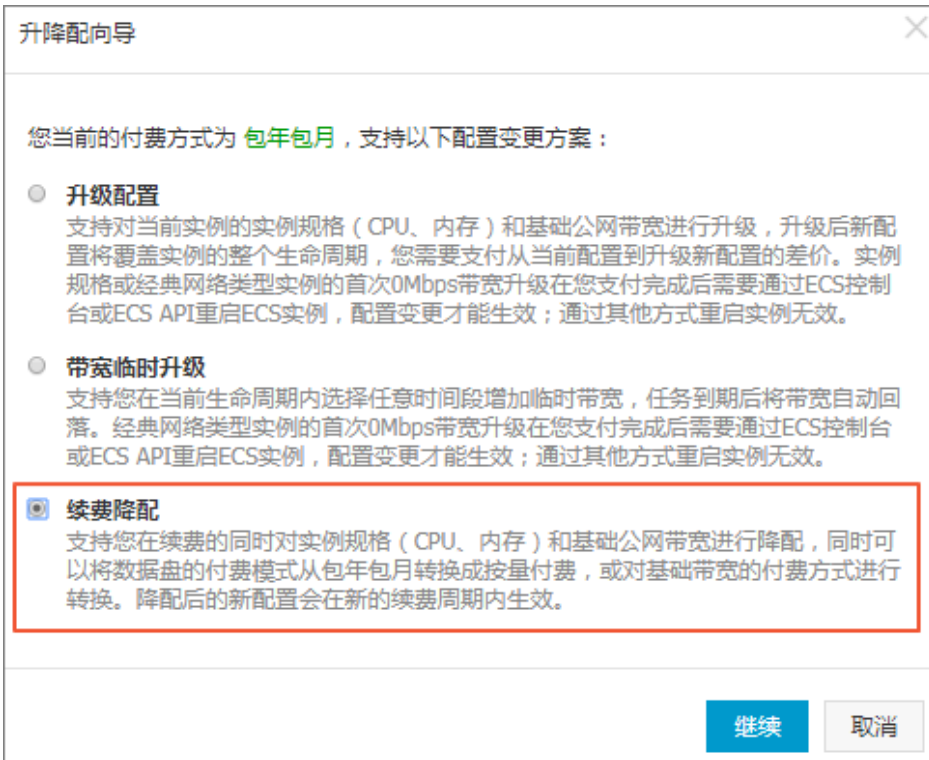 升降配向导
您当前的付费方式为 包年包月，支持以下配置变更方案：
升级配置
支持对当前实例的实例规格（CPU、内存）和基础公网带宽进行升级，升级后新配
置将覆盖实例的整个生命周期，您需要支付从当前配置到升级新配置的差价。实例
规格或经典网络类型实例的首次0Mbps带宽升级在您支付完成后需要通过ECS控制
台或ECS API重启ECS实例，配置变更才能生效；通过其他方式重启实例无效。
带宽临时升级
支持您在当前生命周期内选择任意时间段增加临时带宽，任务到期后将带宽自动回
落。经典网络类型实例的首次0Mbps带宽升级在您支付完成后需要通过ECS控制台
或ECS API重启ECS实例，配置变更才能生效；通过其他方式重启实例无效。
续费降配
支持您在续费的同时对实例规格（CPU、内存）和基础公网带宽进行降配，同时可
以将数据盘的付费模式从包年包月转换成按量付费，或对基础带宽的付费方式进行
转换。降配后的新配置会在新的续费周期内生效。
继续 取消